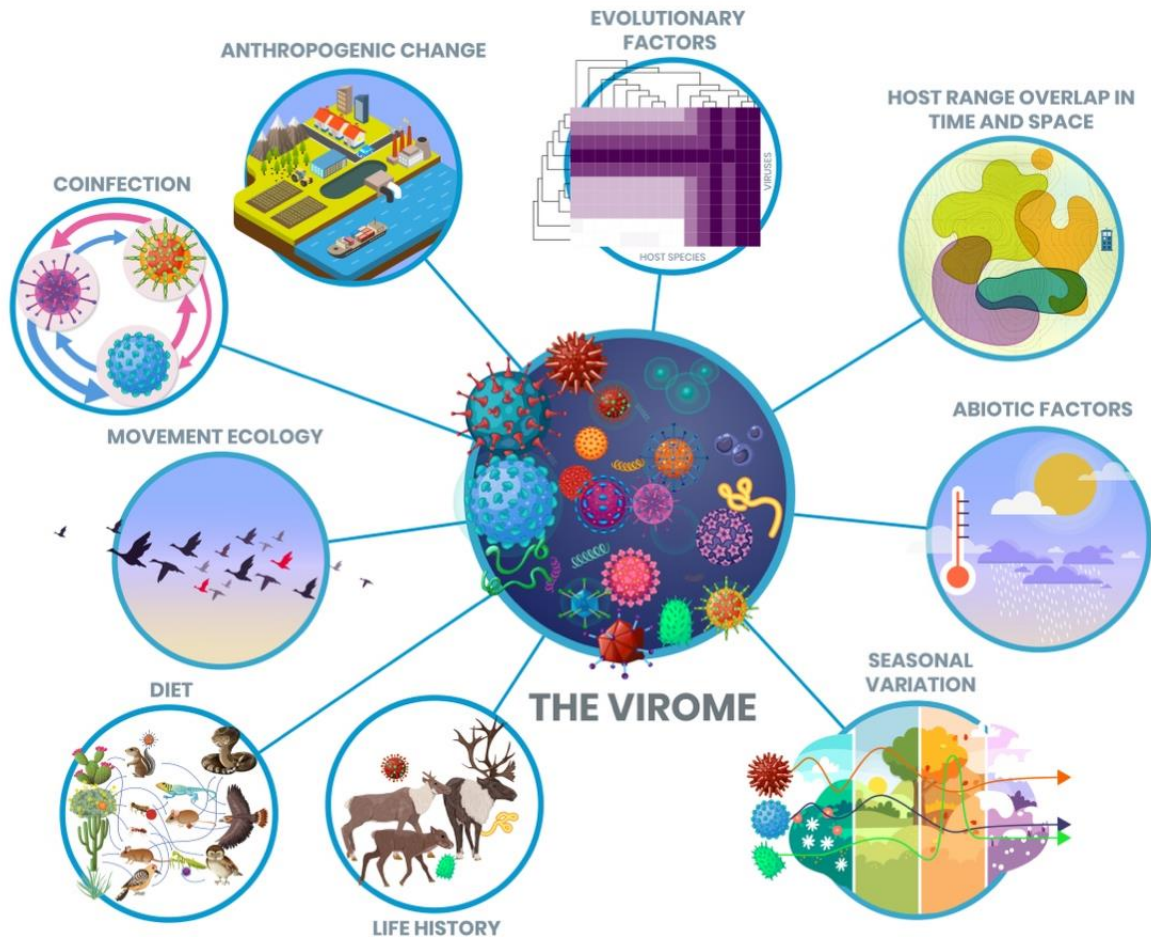 EVOLUTIONARY
FACTORS
ANTHROPOGENIC CHANGE
HOST RANGE OVERLAP IN
TIME AND SPACE
COINFECTION
VIRUSES
HOST SPECIES
ABIOTIC FACTORS
MOVEMENT ECOLOGY
SEASONAL
VARIATION
DIET
THE VIROME
LIFE HISTORY